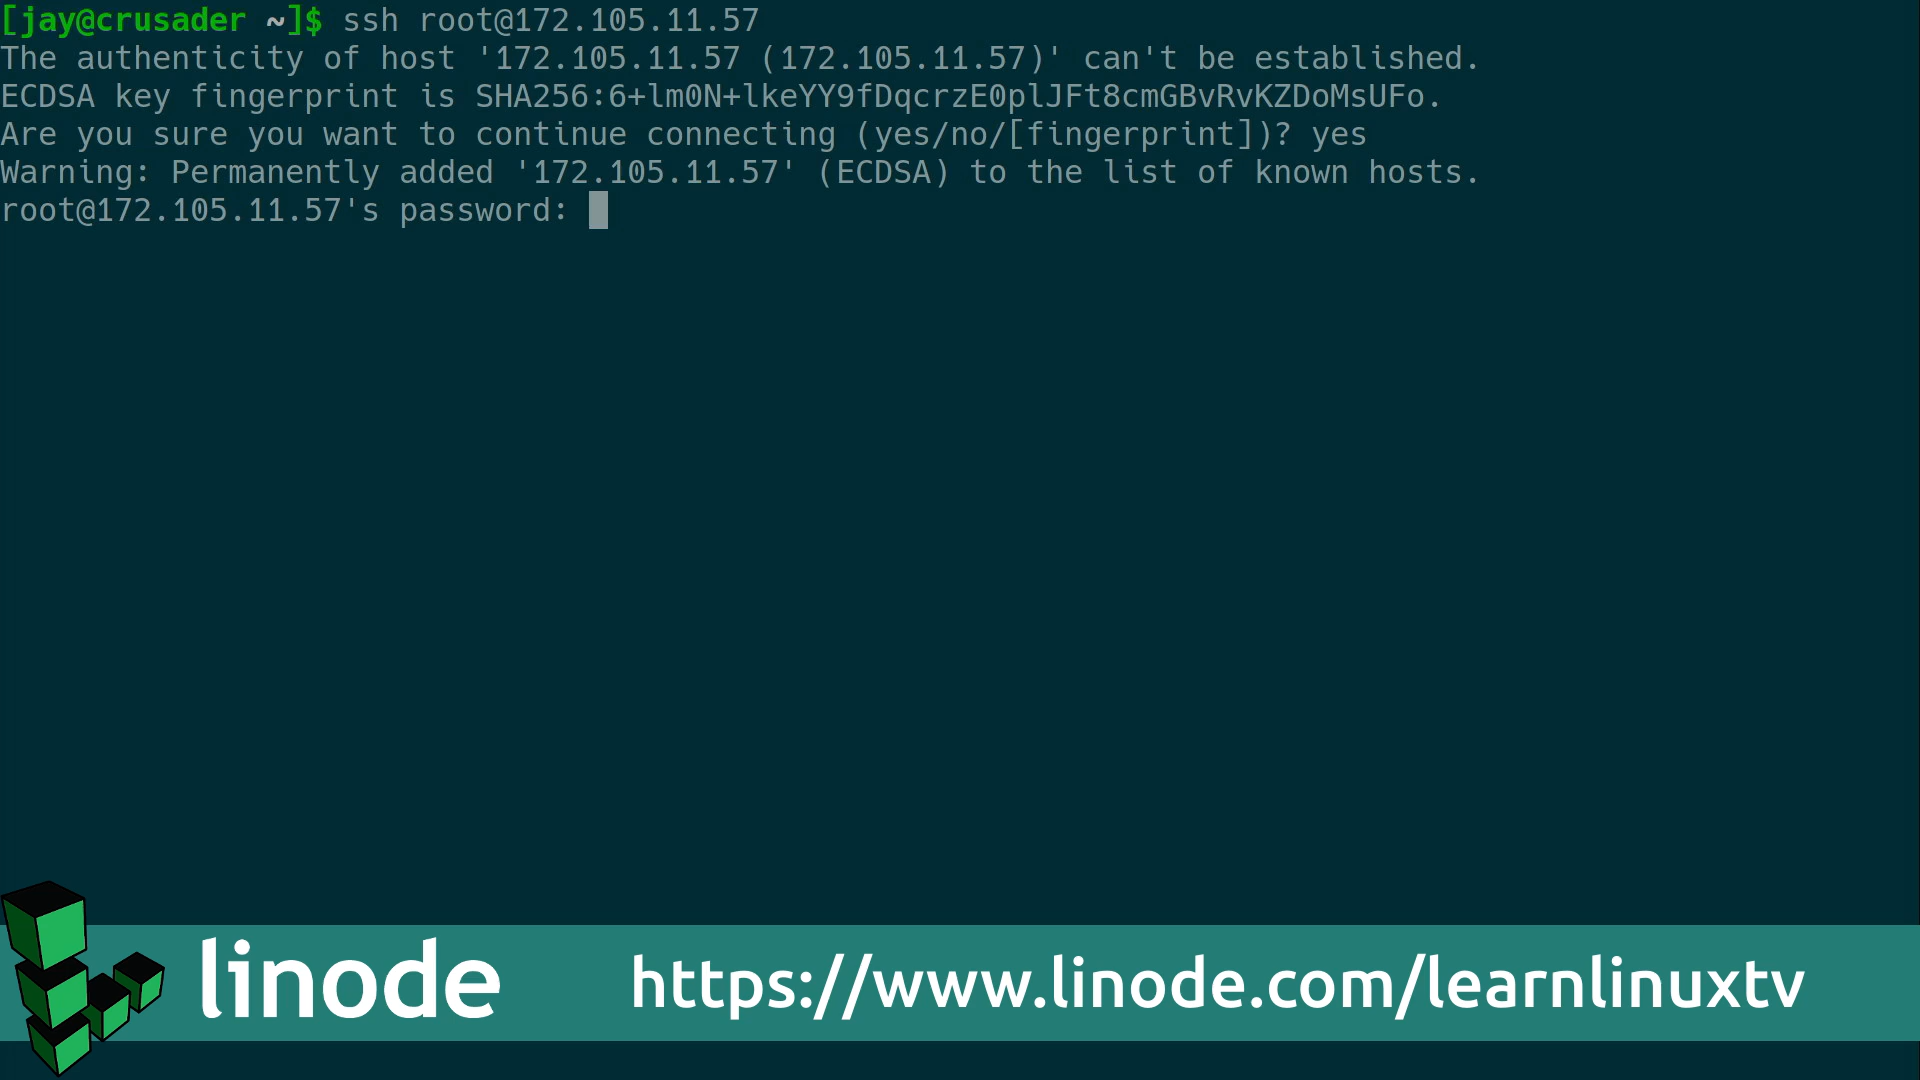 [jay@crusader ~]$ ssh root@172.105.11.57
The authenticity of host '172.105.11.57 (172.105.11.57)' can't be established.
ECDSA key fingerprint is SHA256:6+lm0N+lkeYY9fDqcrzE0plJFt8cmGBvRvKZDoMsUFo.
Are you sure you want to continue connecting (yes/no/[fingerprint])? yes
Warning: Permanently added '172.105.11.57' (ECDSA) to the list of known hosts.
root@172.105.11.57's password:
linode
https://www.linode.com/learnlinuxtv